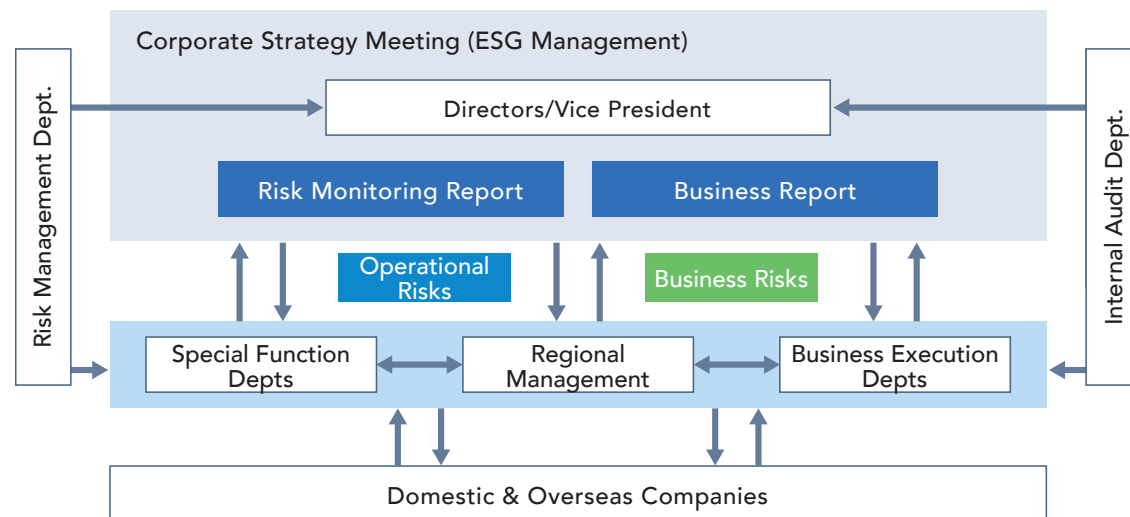 Corporate Strategy Meeting (ESG Management)
Risk Management Dept.
Directors/Vice President
Internal Audit Dept.
Risk Monitoring Report
Business Report
Operational
Risks
Business Risks
Special Function
Depts
Regional
Management
Business Execution
Depts
Domestic & Overseas Companies